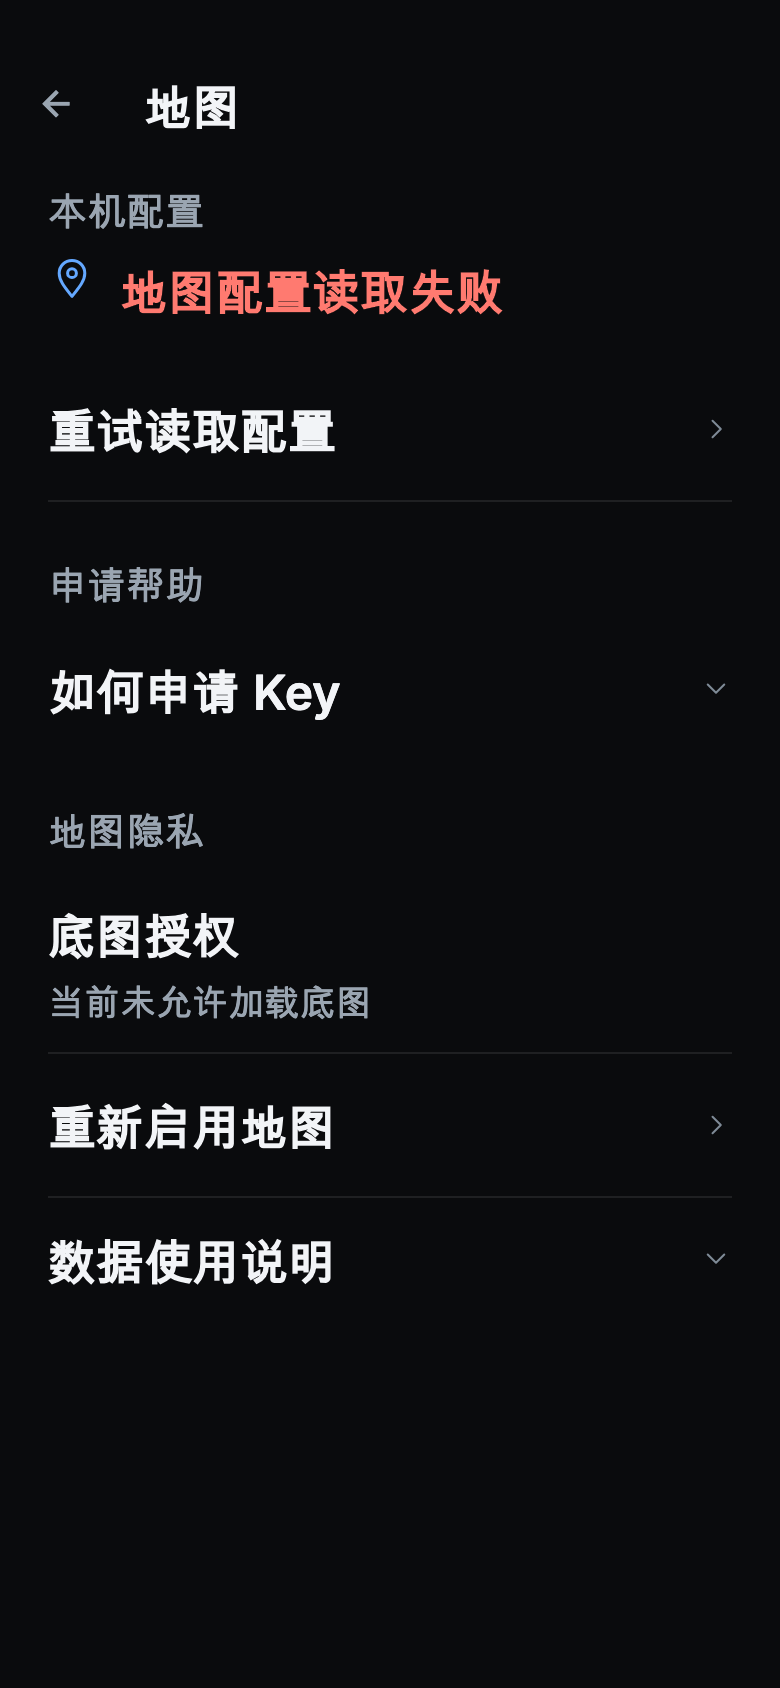 地图
本机配置
地图配置读取失败
重试读取配置
申请帮助
如何申请 Key
地图隐私
底图授权
当前未允许加载底图
重新启用地图
数据使用说明